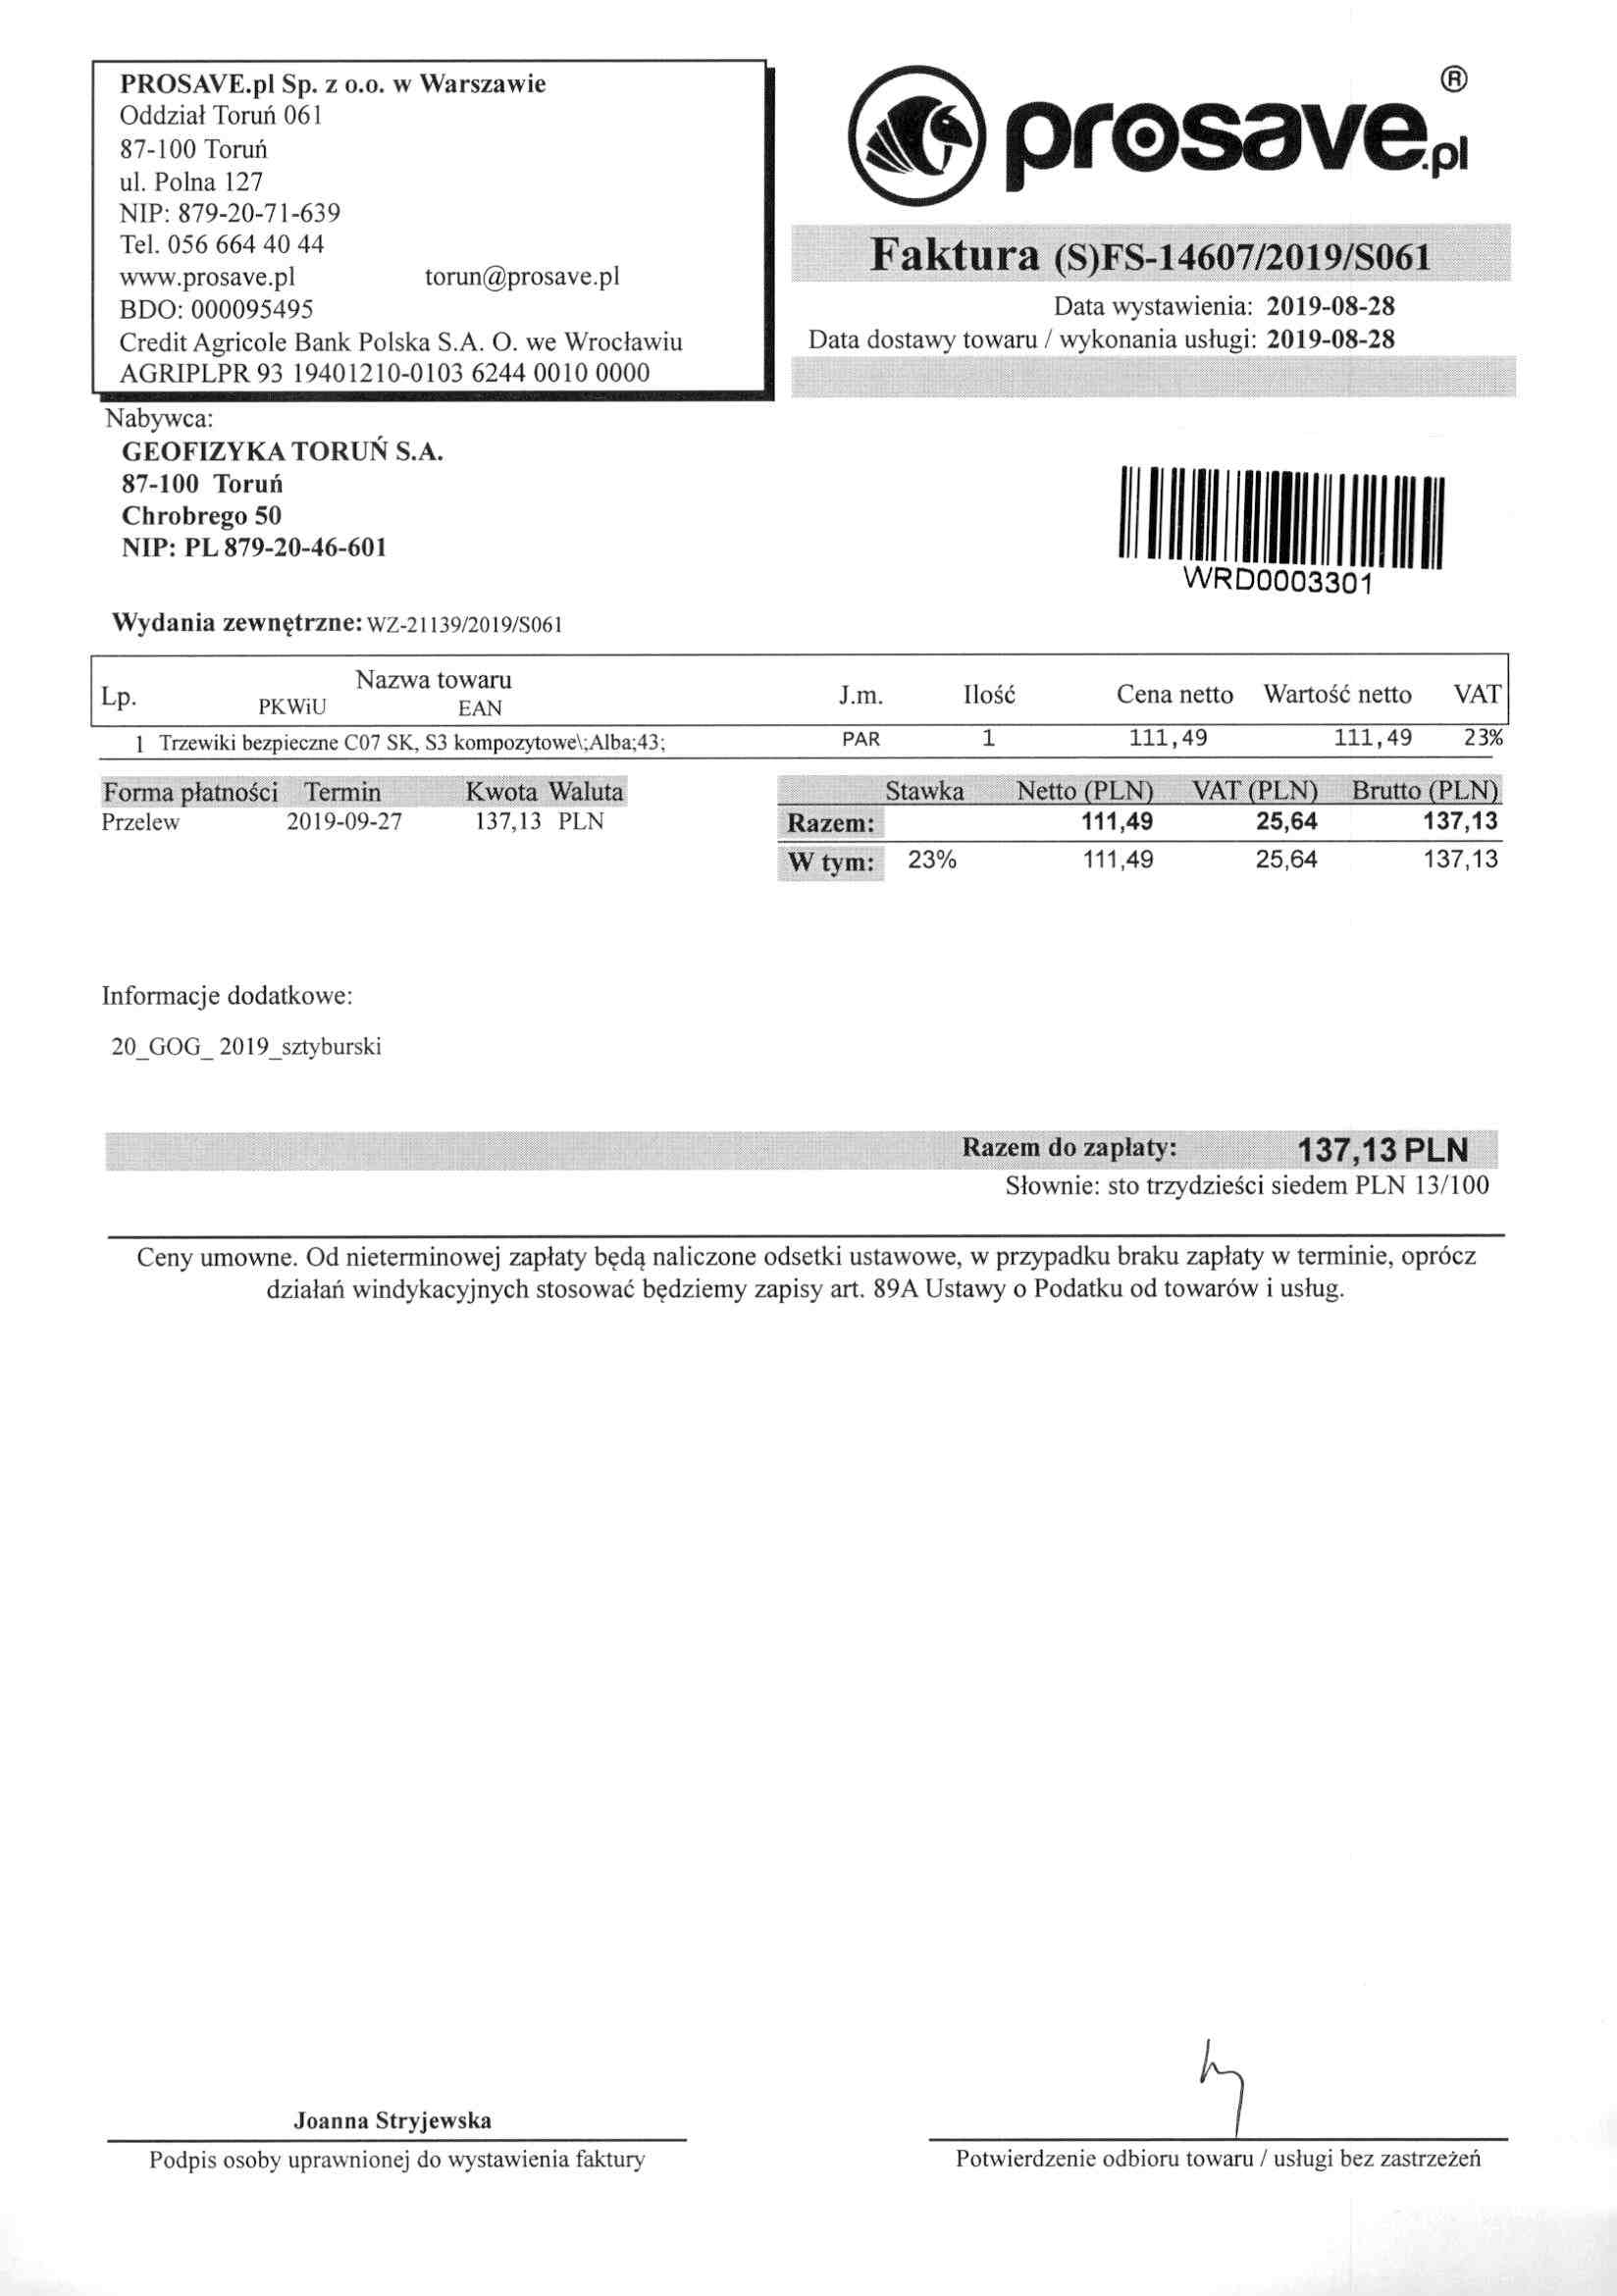 PROSAVE.pl Sp. z o.o. w Warszawie
Oddział Toruń 061
87-100 Toruń
ul. Polna 127
NIP: 879-20-71-639
Tel. 056 664 40 44
www.prosave.pl torun@prosave.pl
BDO: 000095495
Credit Agricole Bank Polska S.A. O. we Wrocławiu
AGRIPLPR 93 19401210-0103 6244 0010 0000
prosave.pl ®
Faktura (S)FS-14607/2019/S061
Data wystawienia: 2019-08-28
Data dostawy towaru / wykonania usługi: 2019-08-28
Nabywca:
GEOFIZYKA TORUŃ S.A.
87-100 Toruń
Chrobrego 50
NIP: PL 879-20-46-601
WRD0003301
Wydania zewnętrzne: WZ-21139/2019/S061
Lp. Nazwa towaru J.m. Ilość Cena netto Wartość netto VAT
PKWiU EAN
1 Trzewiki bezpieczne C07 SK, S3 kompozytowe\;Alba;43; PAR 1 111,49 111,49 23%
Forma płatności Termin Kwota Waluta
Przelew 2019-09-27 137,13 PLN
Stawka Netto (PLN) VAT (PLN) Brutto (PLN)
Razem: 111,49 25,64 137,13
W tym: 23% 111,49 25,64 137,13
Informacje dodatkowe:
20_GOG_ 2019_sztyburski
Razem do zapłaty: 137,13 PLN
Słownie: sto trzydzieści siedem PLN 13/100
Ceny umowne. Od nieterminowej zapłaty będą naliczone odsetki ustawowe, w przypadku braku zapłaty w terminie, oprócz
działań windykacyjnych stosować będziemy zapisy art. 89A Ustawy o Podatku od towarów i usług.
Joanna Stryjewska
Podpis osoby uprawnionej do wystawienia faktury
Potwierdzenie odbioru towaru / usługi bez zastrzeżeń